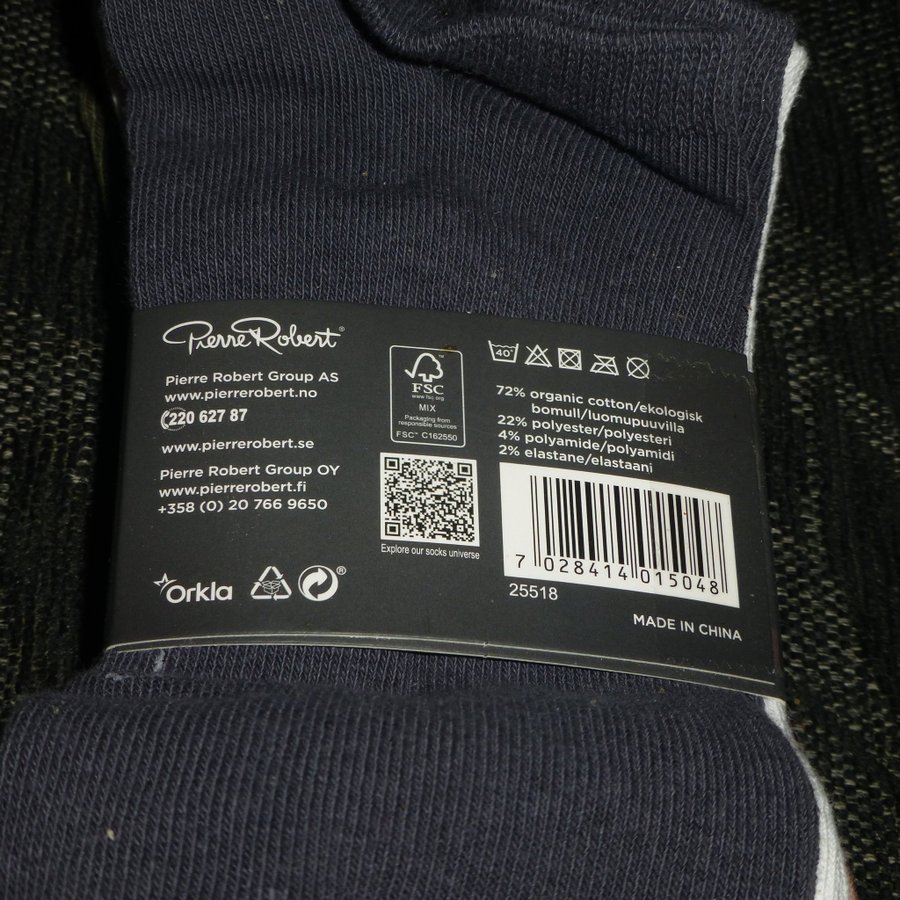 Pierre Robert®
Pierre Robert Group AS
www.pierrerobert.no
220 627 87
www.pierrerobert.se
Pierre Robert Group OY
www.pierrerobert.fi
+358 (0) 20 766 9650
Orkla
®
FSC
www.fsc.org
MIX
Packaging from
responsible sources
FSC™ C162550
Explore our socks universe
40°
72% organic cotton/ekologisk
bomull/luomupuuvilla
22% polyester/polyesteri
4% polyamide/polyamidi
2% elastane/elastaani
7 028414 015048
25518
MADE IN CHINA